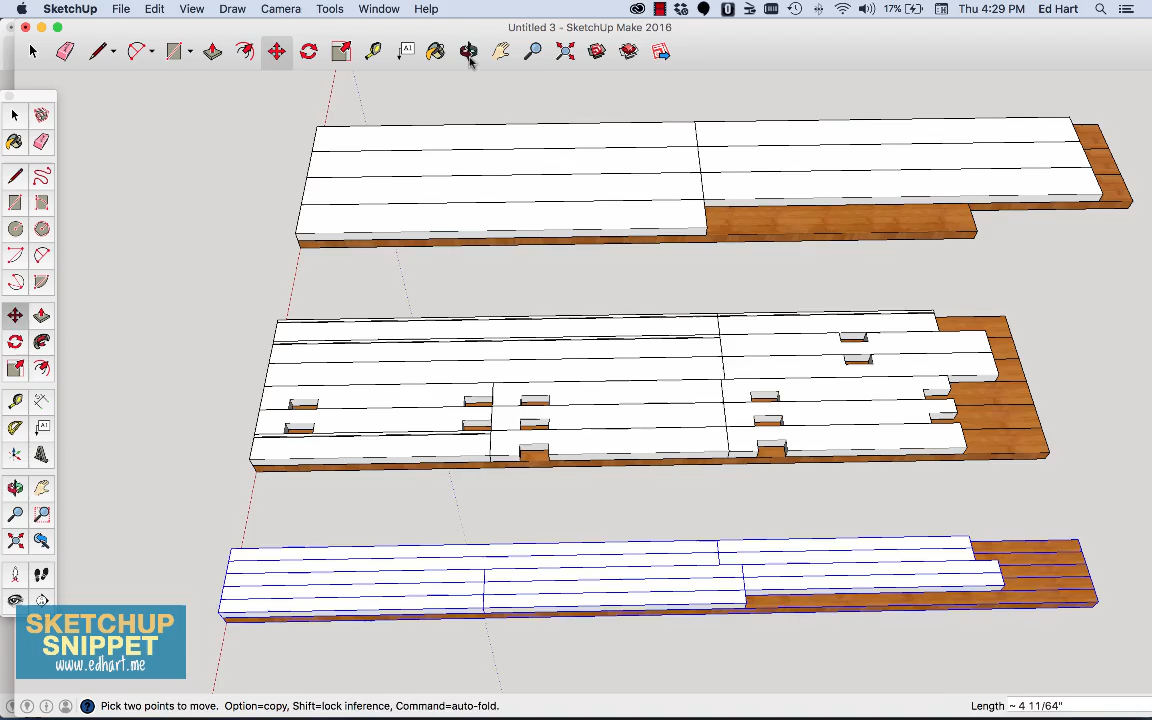 SketchUp File Edit View Draw Camera Tools Window Help 17% Thu 4:29 PM Ed Hart
Untitled 3 - SketchUp Make 2016
SKETCHUP
SNIPPET
www.edhart.me
Pick two points to move. Option=copy, Shift=lock inference, Command=auto-fold. Length ~ 4 11/64"